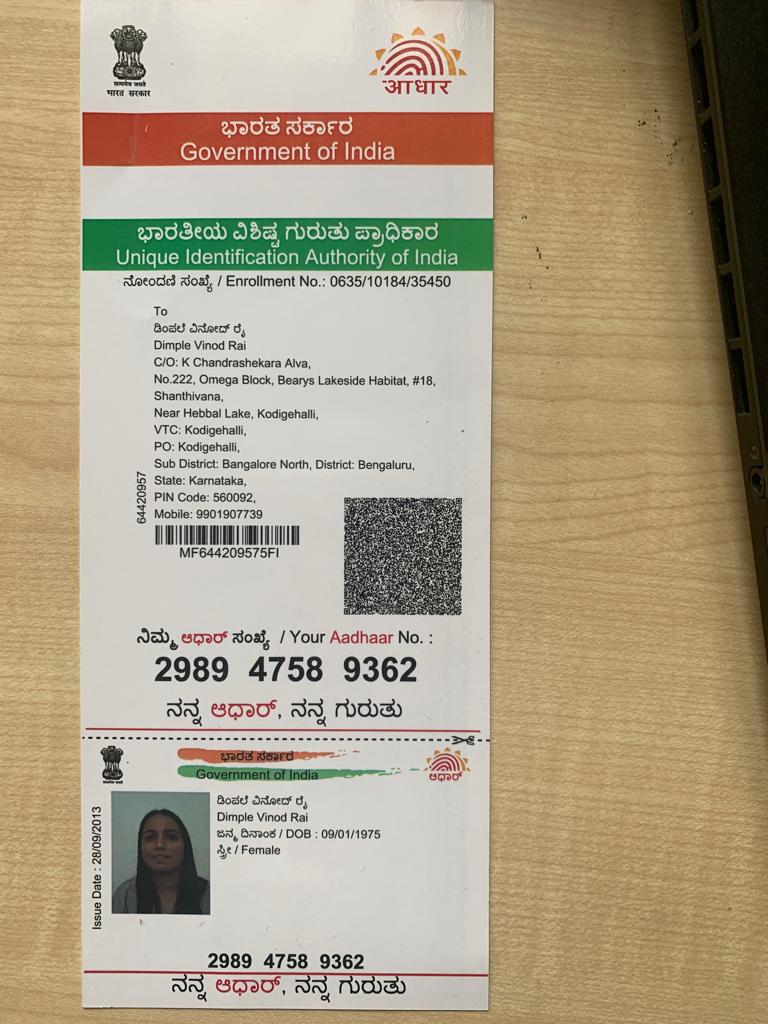 सत्यमेव जयते
भारत सरकार
आधार
ಭಾರತ ಸರ್ಕಾರ
Government of India
ಭಾರತೀಯ ವಿಶಿಷ್ಟ ಗುರುತು ಪ್ರಾಧಿಕಾರ
Unique Identification Authority of India
ನೋಂದಣಿ ಸಂಖ್ಯೆ / Enrollment No.: 0635/10184/35450
To
ಡಿಂಪಲೆ ವಿನೋದ್ ರೈ
Dimple Vinod Rai
C/O: K Chandrashekara Alva,
No.222, Omega Block, Bearys Lakeside Habitat, #18,
Shanthivana,
Near Hebbal Lake, Kodigehalli,
VTC: Kodigehalli,
PO: Kodigehalli,
Sub District: Bangalore North, District: Bengaluru,
State: Karnataka,
PIN Code: 560092,
Mobile: 9901907739
64420957
MF644209575FI
ನಿಮ್ಮ ಆಧಾರ್ ಸಂಖ್ಯೆ / Your Aadhaar No. :
2989 4758 9362
ನನ್ನ ಆಧಾರ್, ನನ್ನ ಗುರುತು
ಭಾರತ ಸರ್ಕಾರ
Government of India
ಆಧಾರ್
ಡಿಂಪಲೆ ವಿನೋದ್ ರೈ
Dimple Vinod Rai
ಜನ್ಮ ದಿನಾಂಕ / DOB : 09/01/1975
ಸ್ತ್ರೀ / Female
Issue Date : 28/09/2013
2989 4758 9362
ನನ್ನ ಆಧಾರ್, ನನ್ನ ಗುರುತು